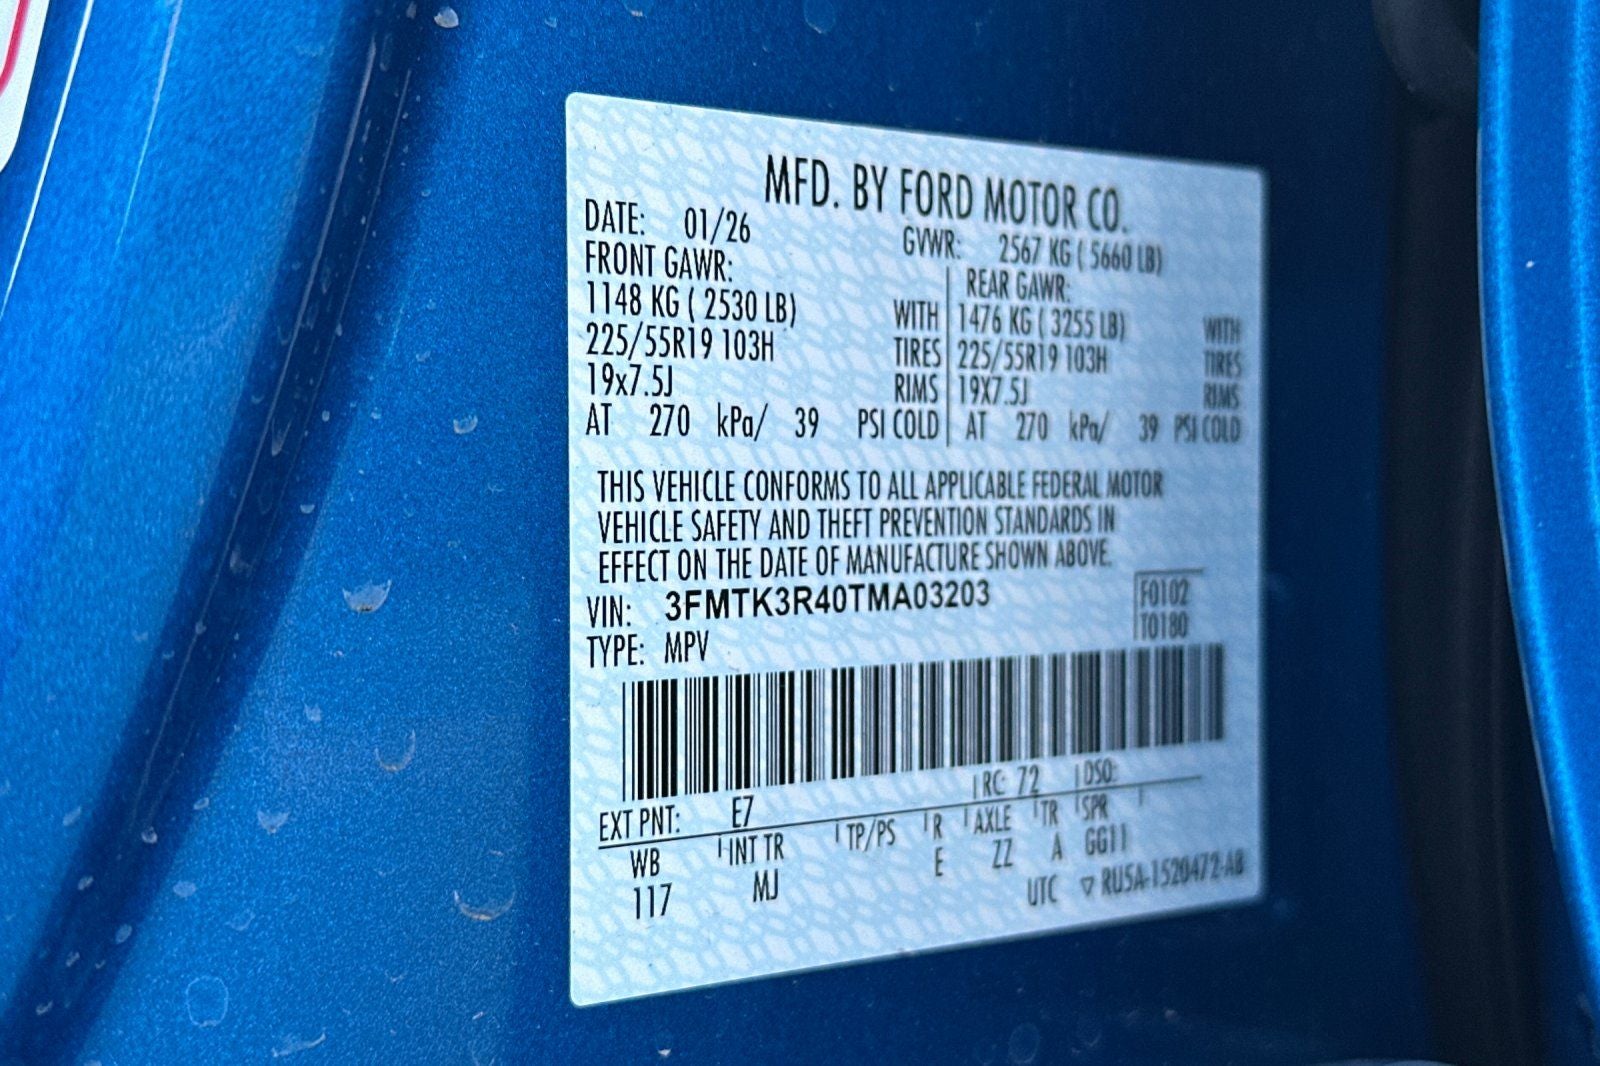 MFD. BY FORD MOTOR CO.
DATE: 01/26 GVWR: 2567 KG ( 5660 LB)
FRONT GAWR: REAR GAWR:
1148 KG ( 2530 LB) WITH 1476 KG ( 3255 LB) WITH
225/55R19 103H TIRES 225/55R19 103H TIRES
19x7.5J RIMS 19X7.5J RIMS
AT 270 kPa/ 39 PSI COLD AT 270 kPa/ 39 PSI COLD
THIS VEHICLE CONFORMS TO ALL APPLICABLE FEDERAL MOTOR
VEHICLE SAFETY AND THEFT PREVENTION STANDARDS IN
EFFECT ON THE DATE OF MANUFACTURE SHOWN ABOVE.
VIN: 3FMTK3R40TMA03203 F0102
TYPE: MPV T0180
EXT PNT: E7 RC: 72 DSO:
WB INT TR TP/PS R AXLE TR SPR
117 MJ E ZZ A GG11
UTC ▽ RU5A-1520472-AB